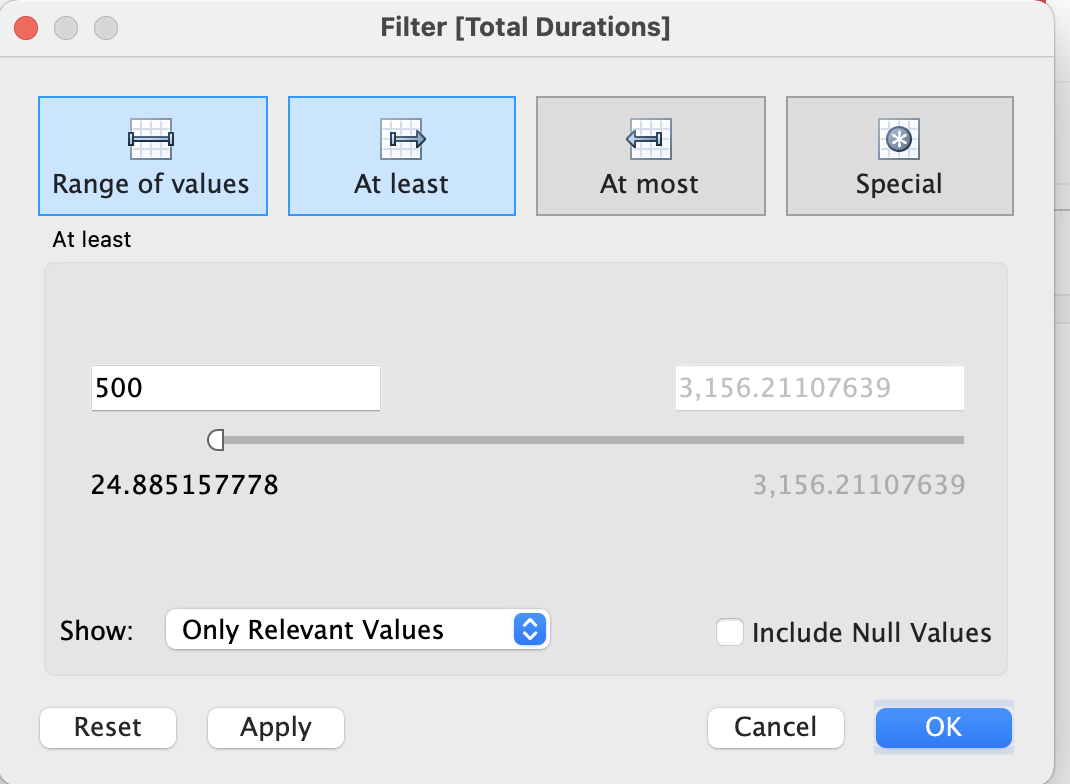 Filter [Total Durations]
Range of values
At least
At most
Special
At least
500
3,156.21107639
24.885157778
3,156.21107639
Show:
Only Relevant Values
Include Null Values
Reset
Apply
Cancel
OK